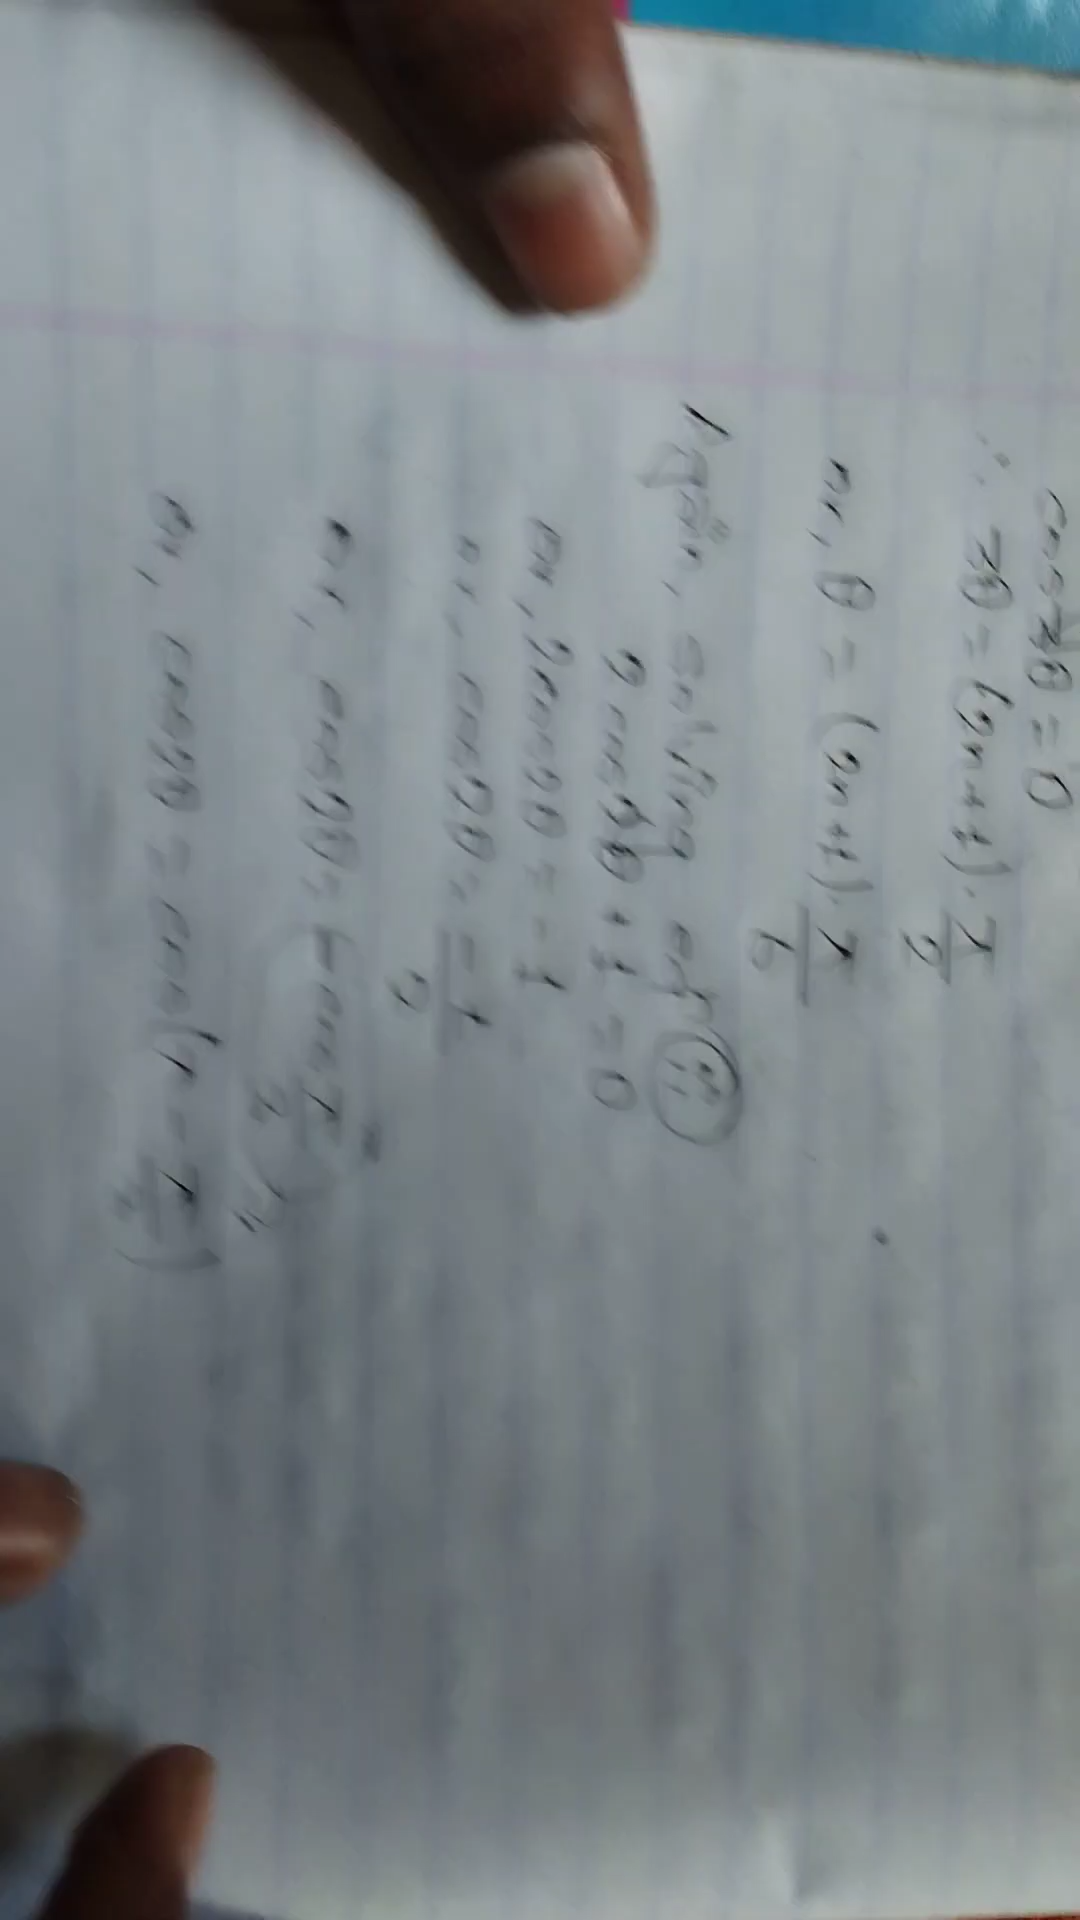 cos3θ = 0
∴ 3θ = (2n+1).π/2
or, θ = (2n+1).π/6
Again, solving eqn (ii)
2cos2θ+1=0
or, 2cos2θ = -1
or, cos2θ = -1/2
or, cos2θ = -cos π/3
or, cos2θ = cos(π - π/3)